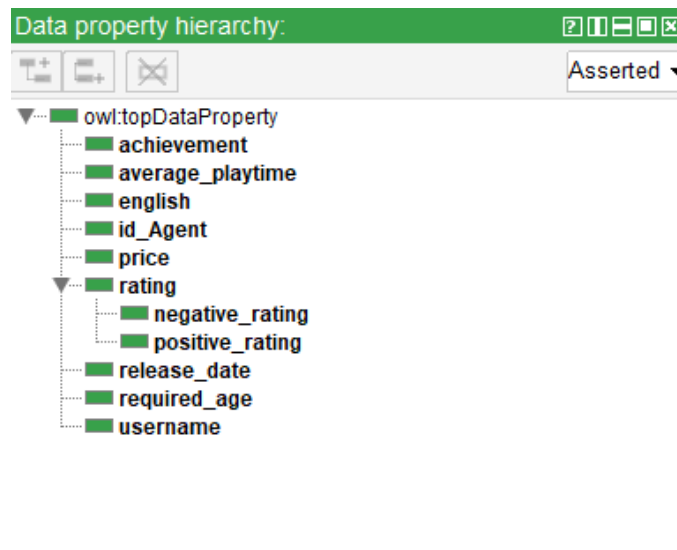 Data property hierarchy:
Asserted
owl:topDataProperty
achievement
average_playtime
english
id_Agent
price
rating
negative_rating
positive_rating
release_date
required_age
username